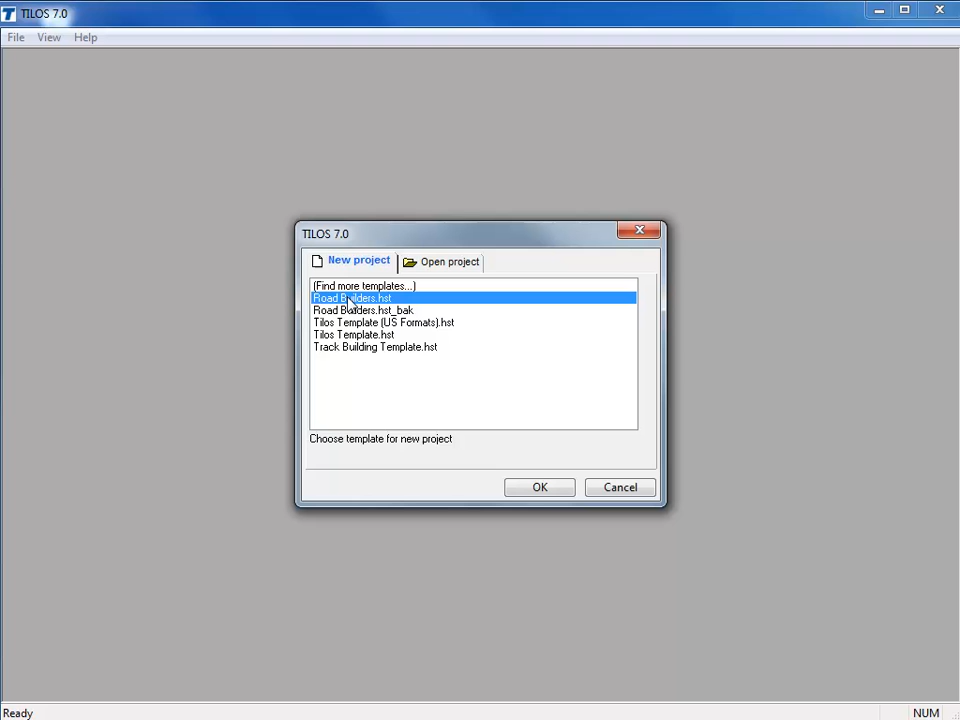 TILOS 7.0
File View Help
TILOS 7.0
New project Open project
(Find more templates...)
Road Builders.hst
Road Builders.hst_bak
Tilos Template (US Formats).hst
Tilos Template.hst
Track Building Template.hst
Choose template for new project
OK Cancel
Ready NUM